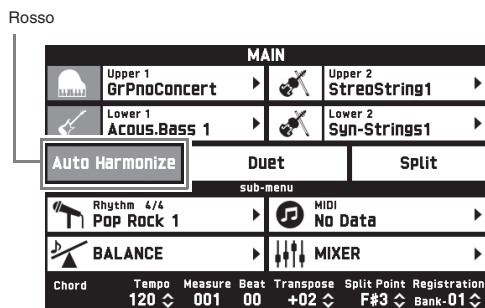 Rosso
MAIN
Upper 1
GrPnoConcert
Upper 2
StreoString1
Lower 1
Acous.Bass 1
Lower 2
Syn-Strings1
Auto Harmonize
Duet
Split
sub-menu
Rhythm 4/4
Pop Rock 1
MIDI
No Data
BALANCE
MIXER
Chord Tempo Measure Beat Transpose Split Point Registration
120 001 00 +02 F#3 Bank-01